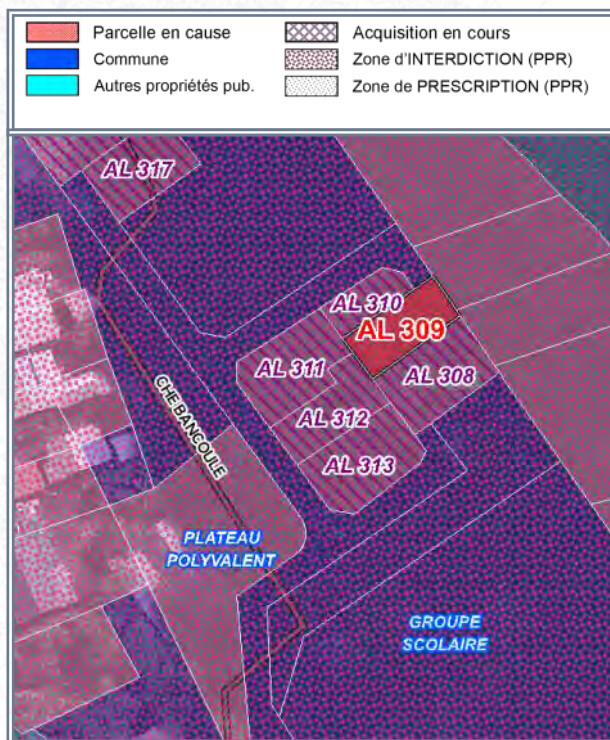 Parcelle en cause
Acquisition en cours
Commune
Zone d'INTERDICTION (PPR)
Autres propriétés pub.
Zone de PRESCRIPTION (PPR)
AL 317
AL 310
AL 309
AL 311
AL 308
AL 312
AL 313
CHE BANCOULE
PLATEAU
POLYVALENT
GROUPE
SCOLAIRE